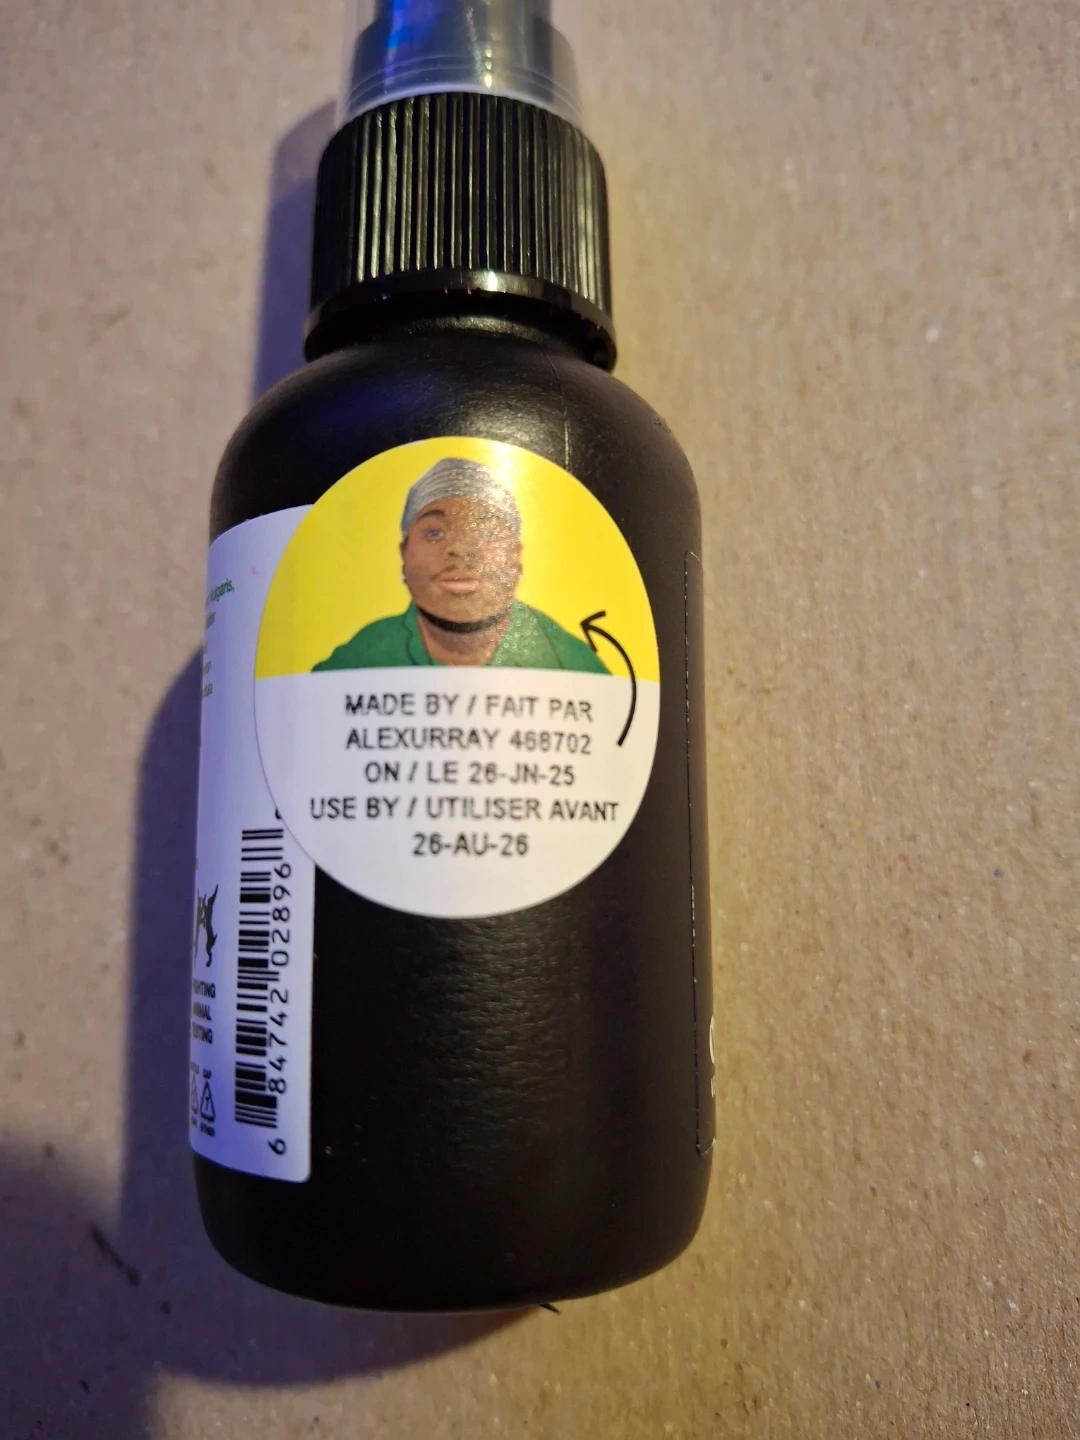 MADE BY / FAIT PAR
ALEXURRAY 468702
ON / LE 26-JN-25
USE BY / UTILISER AVANT
26-AU-26
6 84742 02896